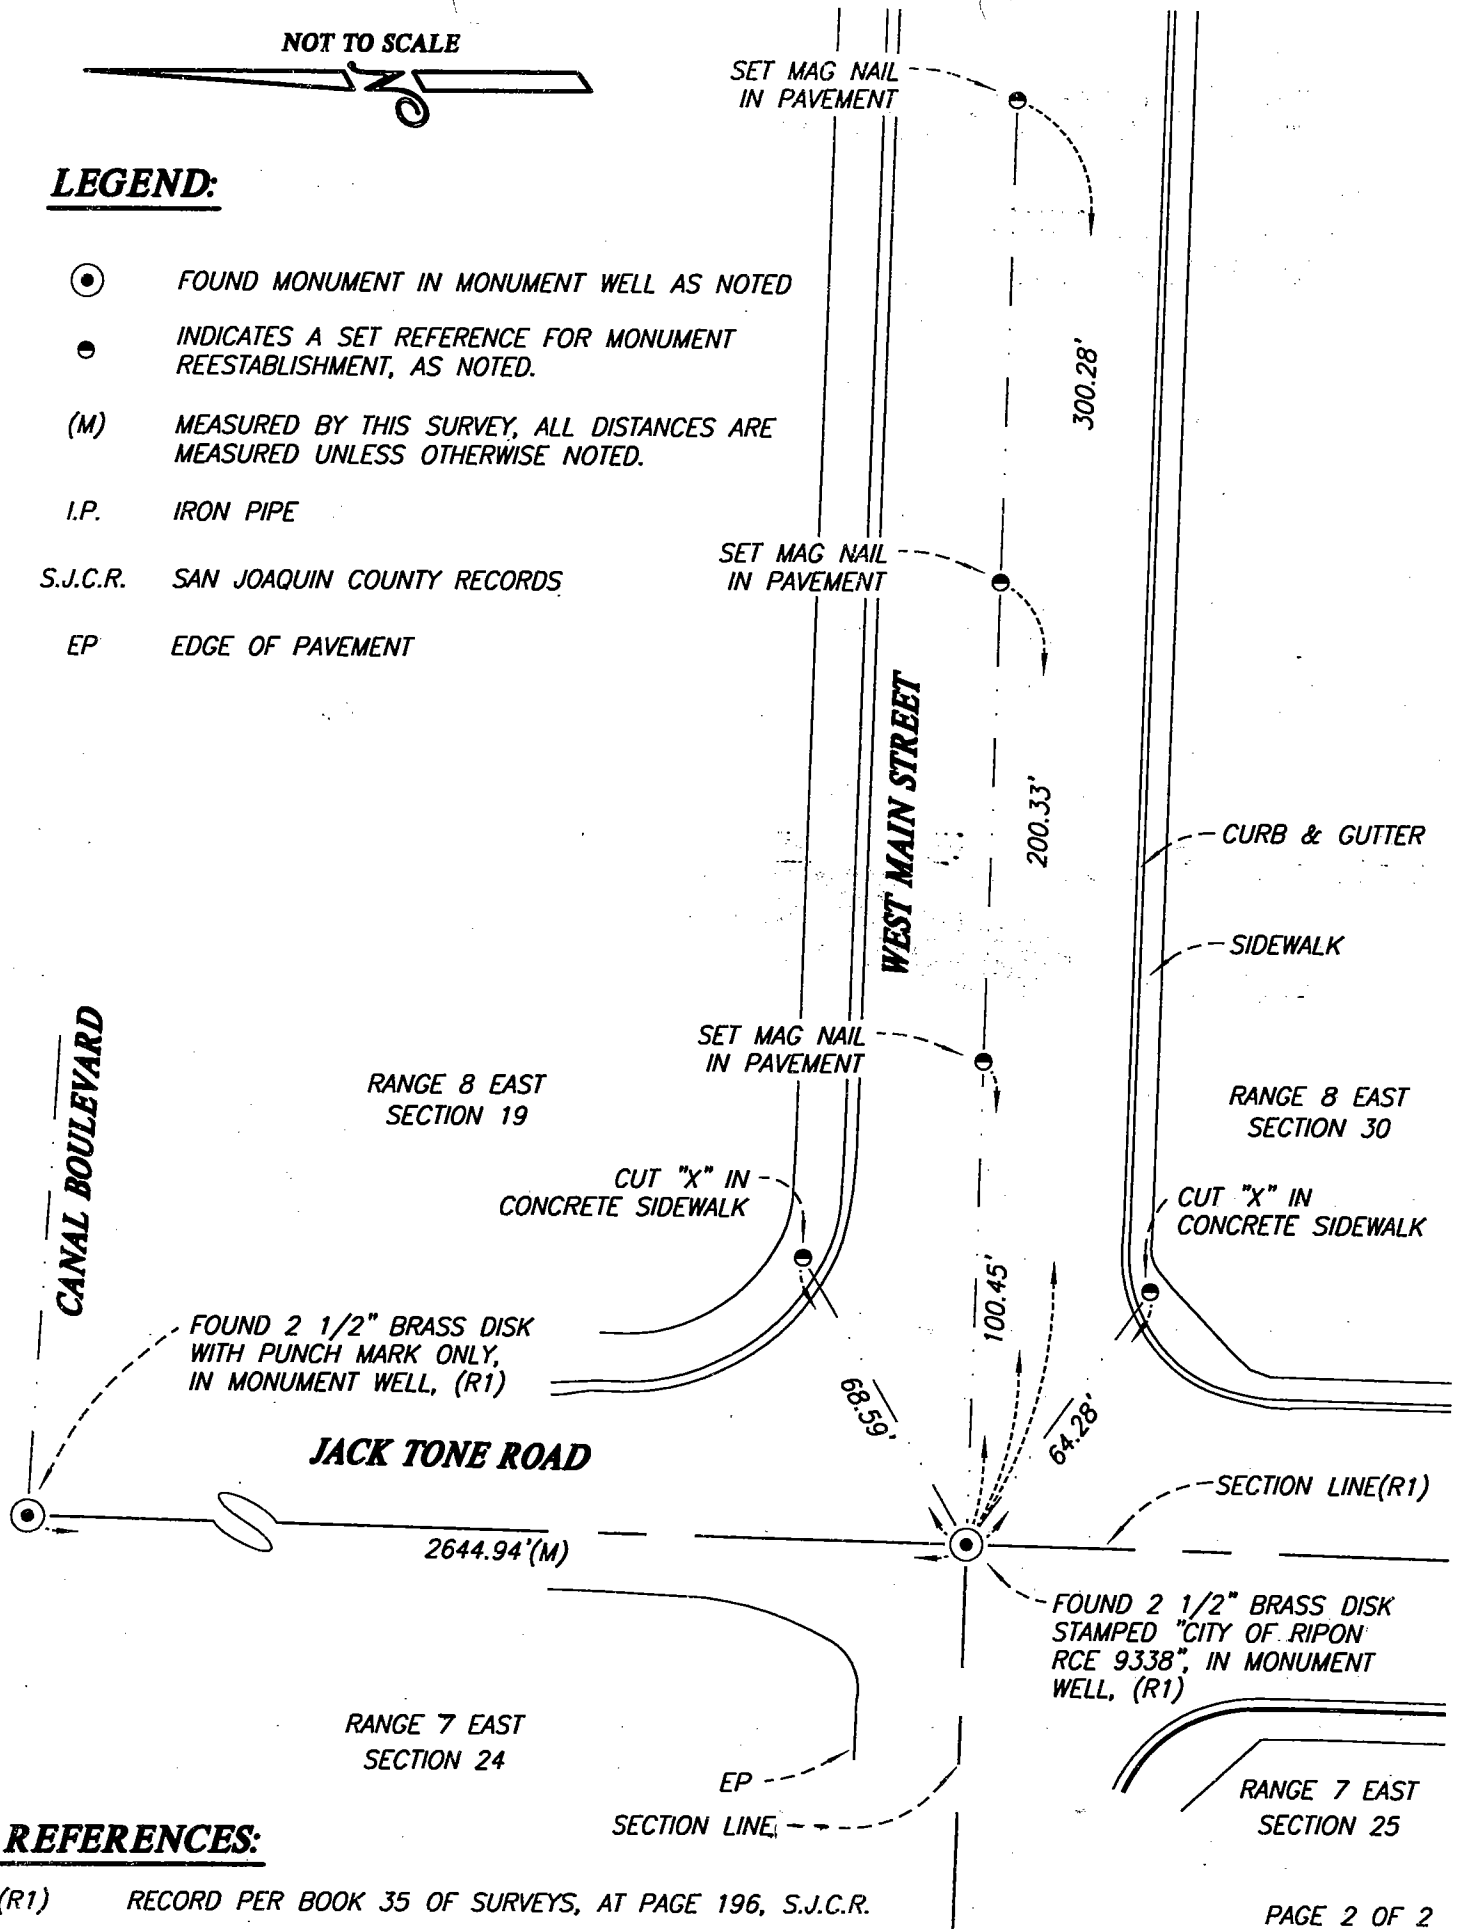 NOT TO SCALE
LEGEND:
FOUND MONUMENT IN MONUMENT WELL AS NOTED
INDICATES A SET REFERENCE FOR MONUMENT
REESTABLISHMENT, AS NOTED.
(M) MEASURED BY THIS SURVEY, ALL DISTANCES ARE
MEASURED UNLESS OTHERWISE NOTED.
I.P. IRON PIPE
S.J.C.R. SAN JOAQUIN COUNTY RECORDS
EP EDGE OF PAVEMENT
SET MAG NAIL
IN PAVEMENT
300.28'
SET MAG NAIL
IN PAVEMENT
WEST MAIN STREET
200.33'
CURB & GUTTER
SIDEWALK
SET MAG NAIL
IN PAVEMENT
CANAL BOULEVARD
RANGE 8 EAST
SECTION 19
RANGE 8 EAST
SECTION 30
CUT "X" IN
CONCRETE SIDEWALK
CUT "X" IN
CONCRETE SIDEWALK
100.45'
FOUND 2 1/2" BRASS DISK
WITH PUNCH MARK ONLY,
IN MONUMENT WELL, (R1)
68.59'
64.28'
JACK TONE ROAD
SECTION LINE(R1)
2644.94'(M)
FOUND 2 1/2" BRASS DISK
STAMPED "CITY OF RIPON
RCE 9338", IN MONUMENT
WELL, (R1)
RANGE 7 EAST
SECTION 24
EP
SECTION LINE
RANGE 7 EAST
SECTION 25
REFERENCES:
(R1) RECORD PER BOOK 35 OF SURVEYS, AT PAGE 196, S.J.C.R.
PAGE 2 OF 2